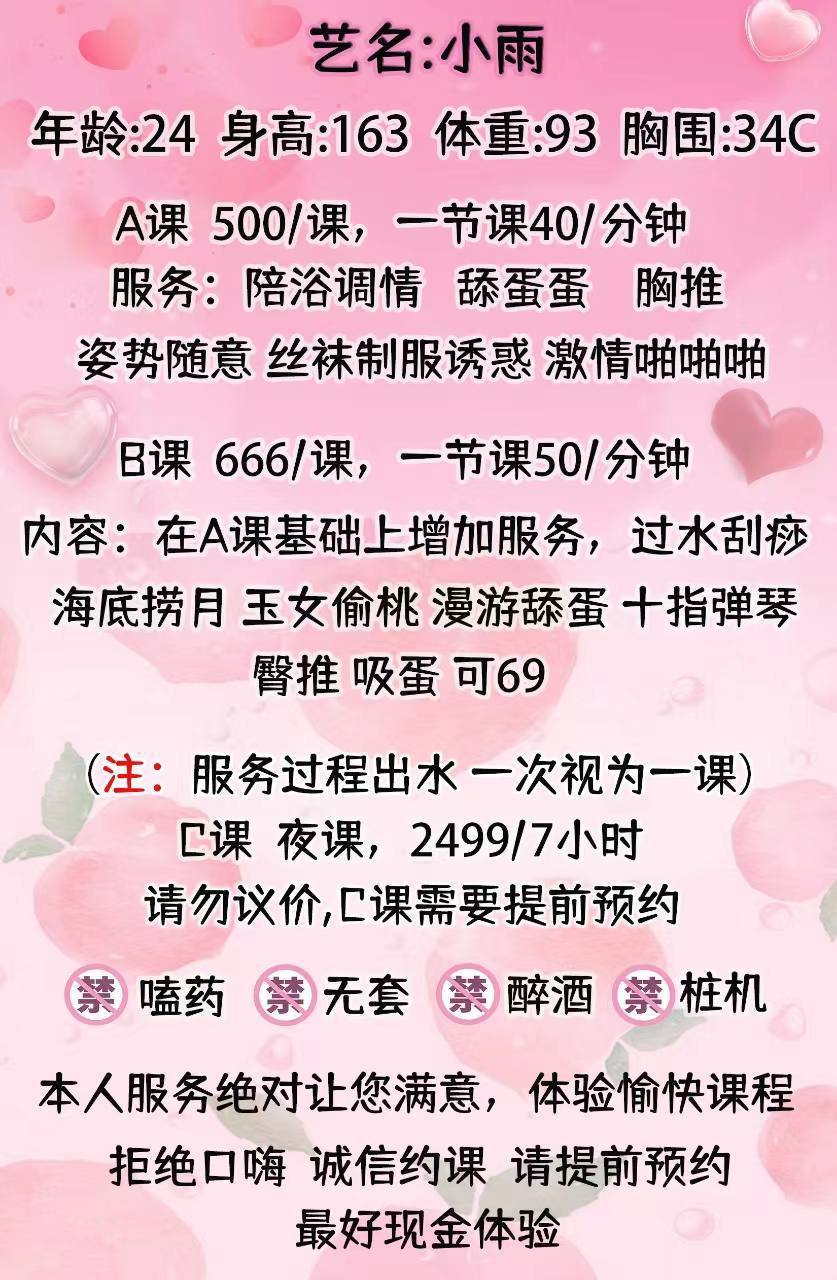 艺名:小雨
年龄:24 身高:163 体重:93 胸围:34C
A课 500/课，一节课40/分钟
服务：陪浴调情 舔蛋蛋 胸推
姿势随意 丝袜制服诱惑 激情啪啪啪
B课 666/课，一节课50/分钟
内容：在A课基础上增加服务，过水刮痧
海底捞月 玉女偷桃 漫游舔蛋 十指弹琴
臀推 吸蛋 可69
（注：服务过程出水 一次视为一课）
C课 夜课，2499/7小时
请勿议价,C课需要提前预约
禁 嗑药 禁 无套 禁 醉酒 禁 桩机
本人服务绝对让您满意，体验愉快课程
拒绝口嗨 诚信约课 请提前预约
最好现金体验